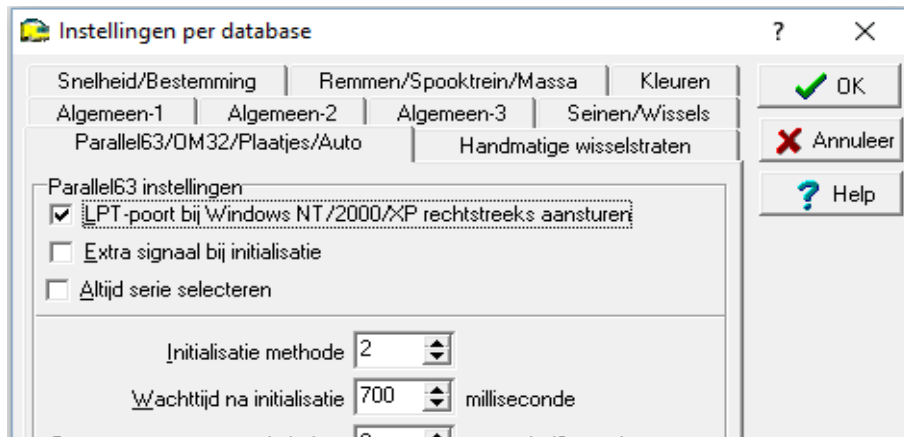 Instellingen per database ? X
Snelheid/Bestemming Remmen/Spooktrein/Massa Kleuren
Algemeen-1 Algemeen-2 Algemeen-3 Seinen/Wissels
Parallel63/OM32/Plaatjes/Auto Handmatige wisselstraten
OK
Annuleer
Help
Parallel63 instellingen
LPT-poort bij Windows NT/2000/XP rechtstreeks aansturen
Extra signaal bij initialisatie
Altijd serie selecteren
Initialisatie methode 2
Wachttijd na initialisatie 700 milliseconde